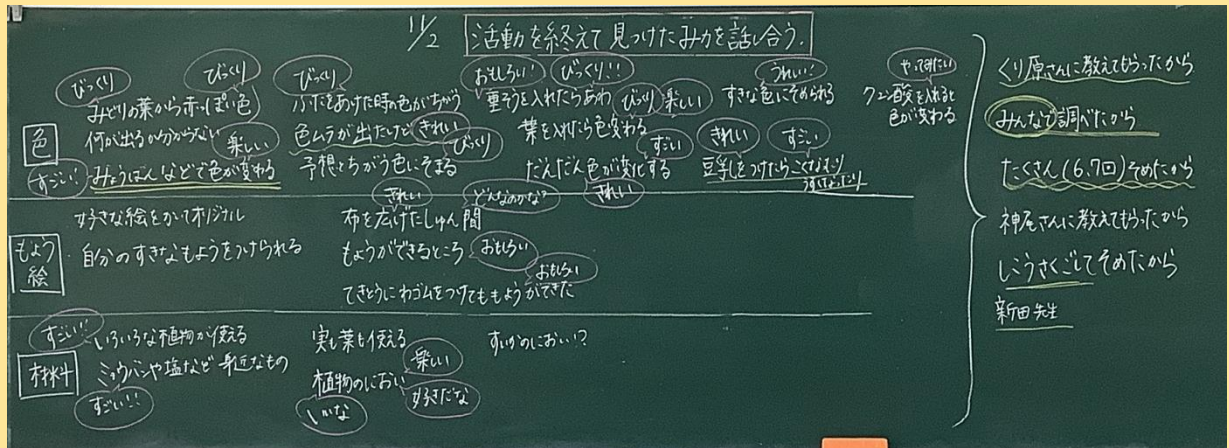 11/2 活動を終えて見つけたみ力を話し合う。
色
びっくり
みどりの葉から赤っぽい色
びっくり
何が出るか分からない
楽しい
すごい!
みょうばんなどで色が変わる
びっくり
ふたをあけた時の色がちがう
色ムラが出たけど きれい
予想とちがう色にそまる
びっくり
おもしろい!
びっくり!!
重そうを入れたらあわ
びっくり
楽しい
葉を入れたら色変わる
だんだん色が変化する
すごい
きれい
うれしい!
すきな色にそめられる
きれい
すごい
豆乳をつけたらこくなったり
うすくなったり
やってみたい
クエン酸を入れると
色が変わる
もよう
絵
好きな絵をかいてオリジナル
自分のすきなもようをつけられる
きれい
どんなのかな?
布を広げたしゅん間
もようができるところ
おもしろい
おもしろい
てきとうにわゴムをつけてももようができた
材料
すごい!!
いろいろな植物が使える
ミョウバンや塩など身近なもの
すごい!!
実も葉も使える
植物のにおい
楽しい
好きだな
いいな
すいかのにおい!?
くり原さんに教えてもらったから
みんなで調べたから
たくさん(6、7回)そめたから
神尾さんに教えてもらったから
しこうさくごしてそめたから
新田先生